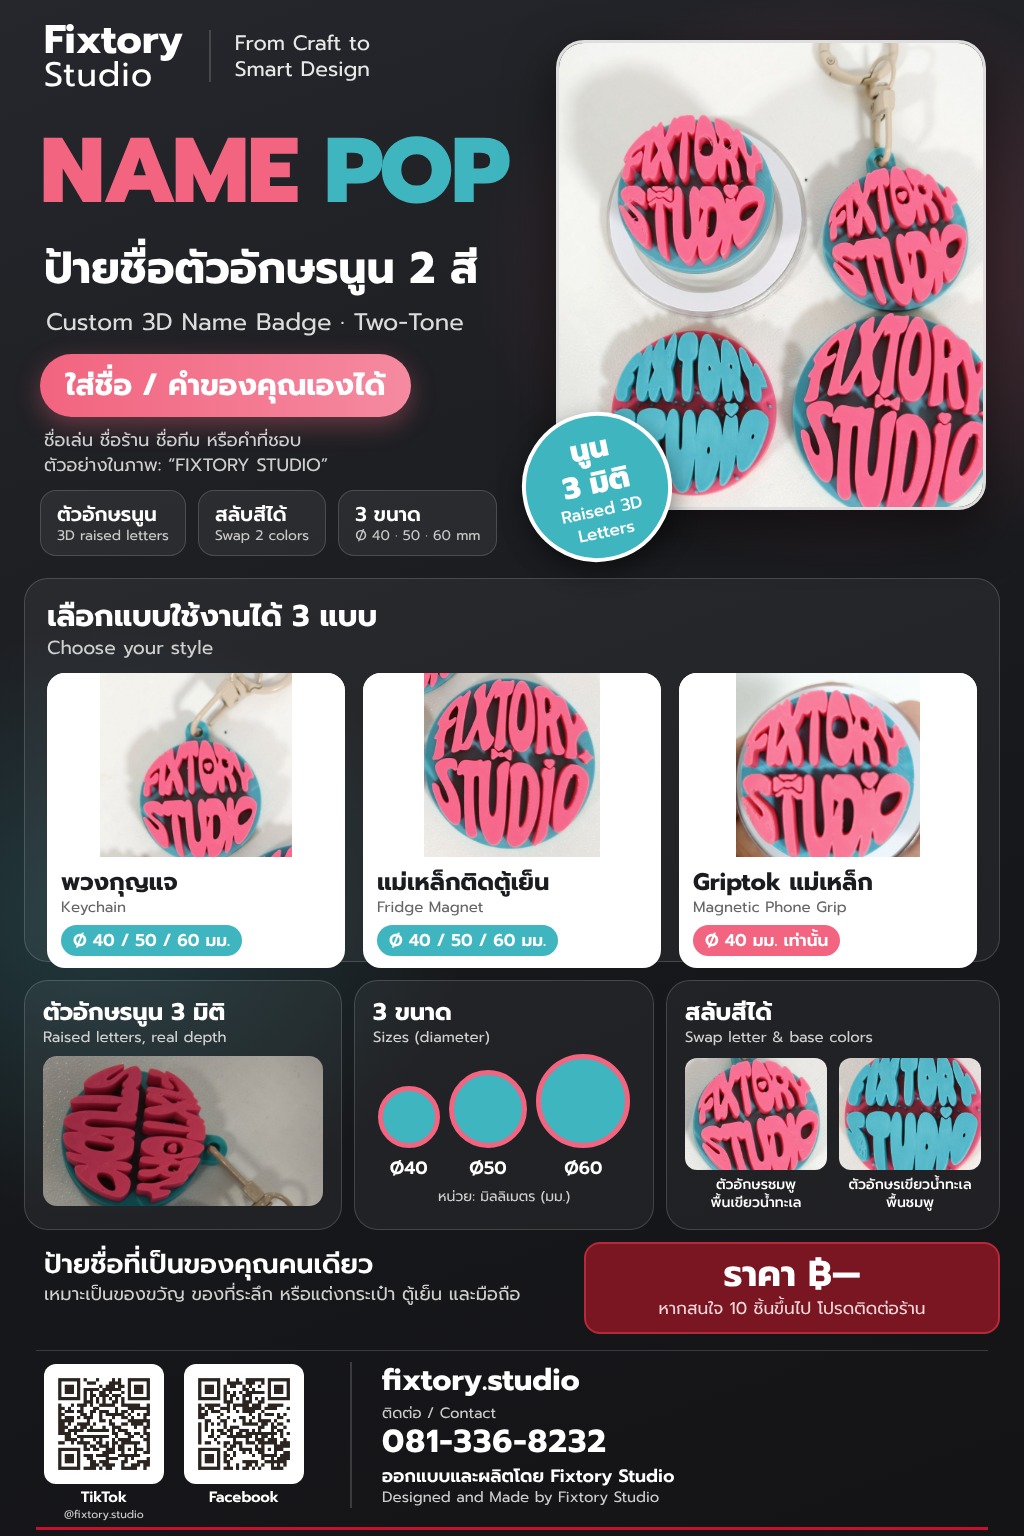 Fixtory
Studio
From Craft to
Smart Design
NAME POP
ป้ายชื่อตัวอักษรนูน 2 สี
Custom 3D Name Badge · Two-Tone
ใส่ชื่อ / คำของคุณเองได้
ชื่อเล่น ชื่อร้าน ชื่อทีม หรือคำที่ชอบ
ตัวอย่างในภาพ: “FIXTORY STUDIO”
ตัวอักษรนูน
3D raised letters
สลับสีได้
Swap 2 colors
3 ขนาด
Ø 40 · 50 · 60 mm
FIXTORY
STUDIO
FIXTORY
STUDIO
FIXTORY
STUDIO
FIXTORY
STUDIO
นูน
3 มิติ
Raised 3D
Letters
เลือกแบบใช้งานได้ 3 แบบ
Choose your style
FIXTORY
STUDIO
พวงกุญแจ
Keychain
Ø 40 / 50 / 60 มม.
FIXTORY
STUDIO
แม่เหล็กติดตู้เย็น
Fridge Magnet
Ø 40 / 50 / 60 มม.
FIXTORY
STUDIO
Griptok แม่เหล็ก
Magnetic Phone Grip
Ø 40 มม. เท่านั้น
ตัวอักษรนูน 3 มิติ
Raised letters, real depth
FIXTORY
STUDIO
3 ขนาด
Sizes (diameter)
Ø40
Ø50
Ø60
หน่วย: มิลลิเมตร (มม.)
สลับสีได้
Swap letter & base colors
FIXTORY
STUDIO
ตัวอักษรชมพู
พื้นเขียวน้ำทะเล
FIXTORY
STUDIO
ตัวอักษรเขียวน้ำทะเล
พื้นชมพู
ป้ายชื่อที่เป็นของคุณคนเดียว
เหมาะเป็นของขวัญ ของที่ระลึก หรือแต่งกระเป๋า ตู้เย็น และมือถือ
ราคา ฿—
หากสนใจ 10 ชิ้นขึ้นไป โปรดติดต่อร้าน
TikTok
@fixtory.studio
Facebook
fixtory.studio
ติดต่อ / Contact
081-336-8232
ออกแบบและผลิตโดย Fixtory Studio
Designed and Made by Fixtory Studio